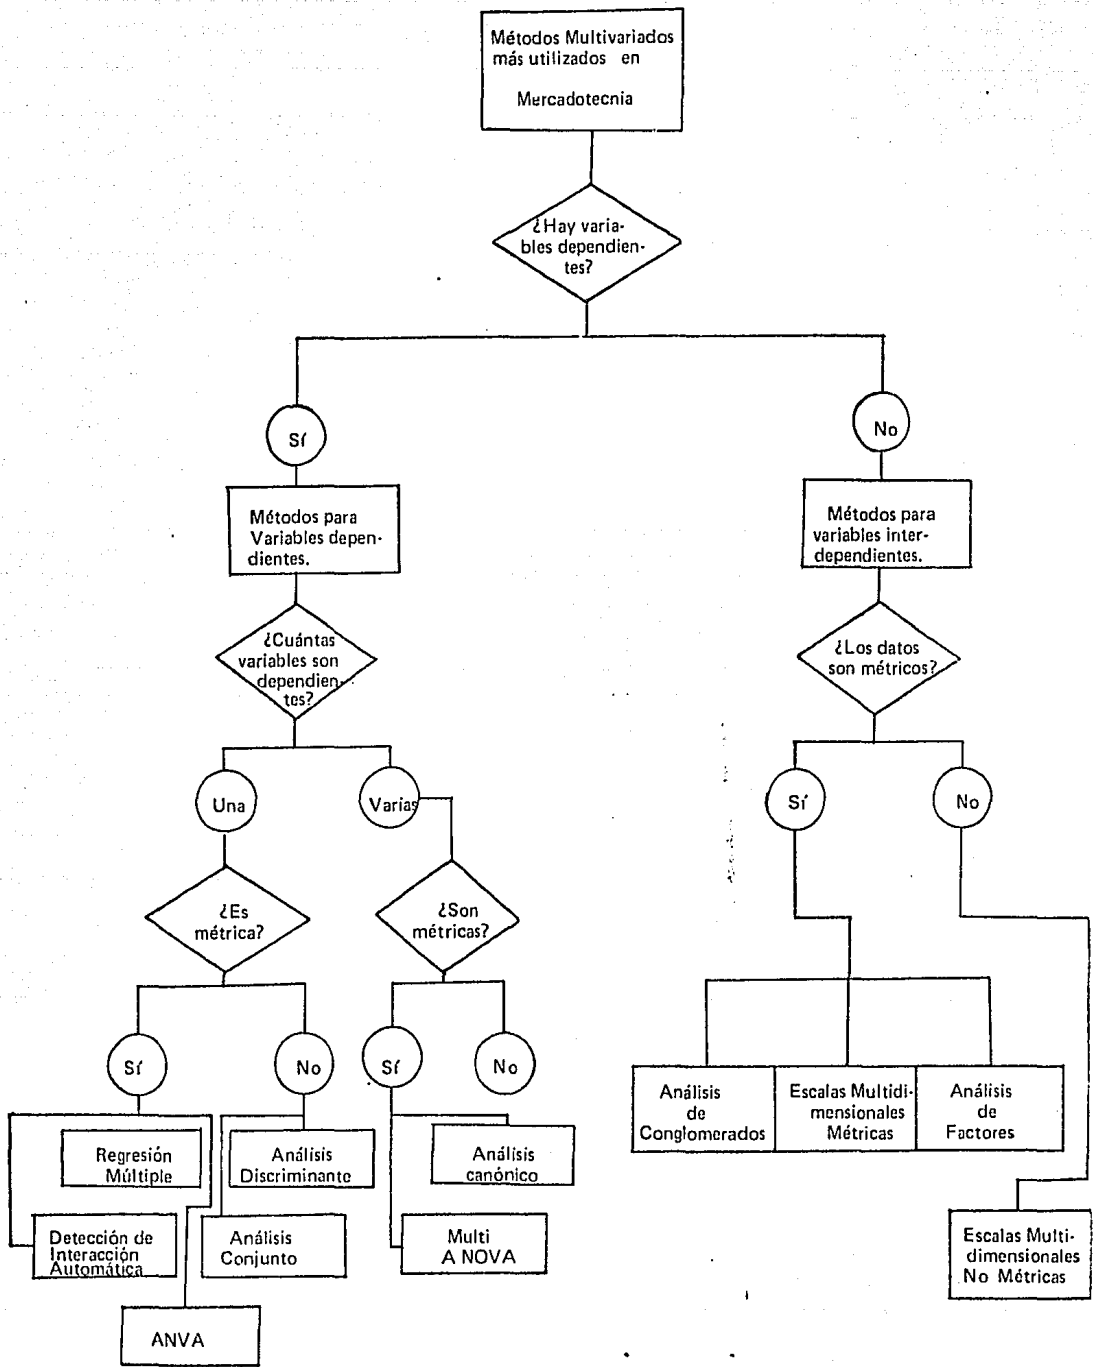 Métodos Multivariados
más utilizados en
Mercadotecnia
¿Hay varia-
bles dependien-
tes?
Sí
No
Métodos para
Variables depen-
dientes.
Métodos para
variables inter-
dependientes.
¿Cuántas
variables son
dependien-
tes?
¿Los datos
son métricos?
Una
Varias
Sí
No
¿Es
métrica?
¿Son
métricas?
Sí
No
Sí
No
Análisis
de
Conglomerados
Escalas Multidi-
mensionales
Métricas
Análisis
de
Factores
Regresión
Múltiple
Análisis
Discriminante
Análisis
canónico
Detección de
Interacción
Automática
Análisis
Conjunto
Multi
A NOVA
Escalas Multi-
dimensionales
No Métricas
ANVA